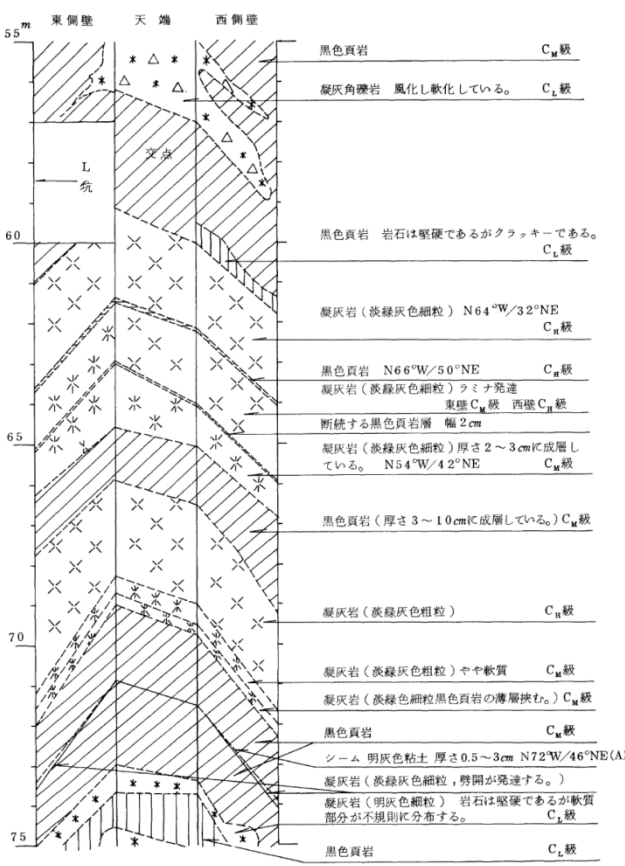 東側壁 天端 西側壁
55m
黒色頁岩 CM級
凝灰角礫岩 風化し軟化している。 CL級
交点
L坑
60
黒色頁岩 岩石は堅硬であるがクラッキーである。
CL級
凝灰岩(淡緑灰色細粒) N64°W/32°NE
CH級
黒色頁岩 N66°W/50°NE CH級
凝灰岩(淡緑灰色細粒)ラミナ発達
東壁CM級 西壁CH級
断続する黒色頁岩層 幅2cm
65
凝灰岩(淡緑灰色細粒)厚さ2〜3cmに成層し
ている。 N54°W/42°NE CM級
黒色頁岩(厚さ3〜10cmに成層している。)CM級
凝灰岩(淡緑灰色粗粒) CH級
70
凝灰岩(淡緑灰色粗粒)やや軟質 CM級
凝灰岩(淡緑色細粒黒色頁岩の薄層挟む。)CM級
黒色頁岩 CM級
シーム 明灰色粘土 厚さ0.5〜3cm N72°W/46°NE(A
凝灰岩(淡緑灰色細粒,劈開が発達する。)
凝灰岩(明灰色細粒) 岩石は堅硬であるが軟質
部分が不規則に分布する。 CL級
75
黒色頁岩 CL級